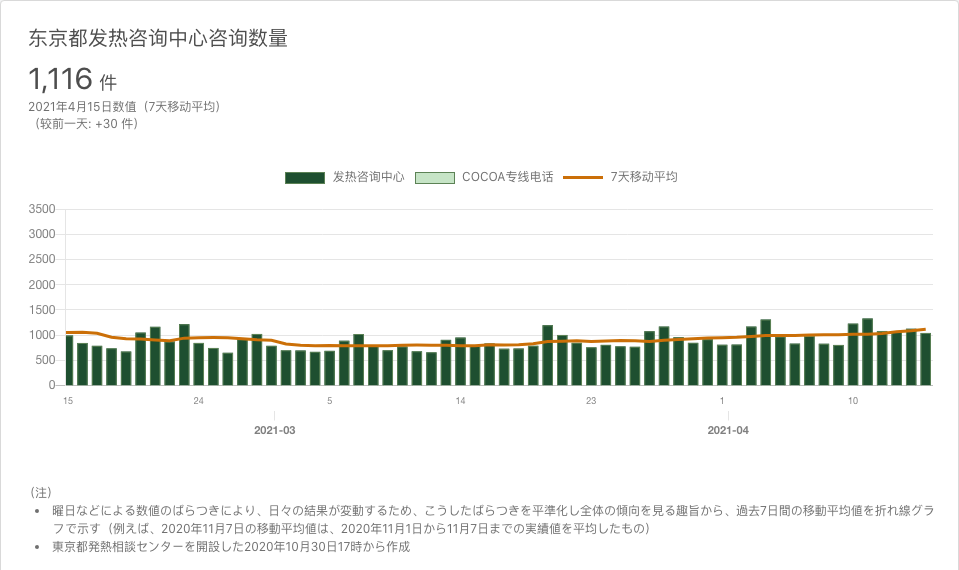 东京都发热咨询中心咨询数量
1,116 件
2021年4月15日数值（7天移动平均）
（较前一天: +30 件）
发热咨询中心 COCOA专线电话 7天移动平均
3500
3000
2500
2000
1500
1000
500
0
15 24 5 14 23 1 10
2021-03 2021-04
（注）
• 曜日などによる数値のばらつきにより、日々の結果が変動するため、こうしたばらつきを平準化し全体の傾向を見る趣旨から、過去7日間の移動平均値を折れ線グラ
フで示す（例えば、2020年11月7日の移動平均値は、2020年11月1日から11月7日までの実績値を平均したもの）
• 東京都発熱相談センターを開設した2020年10月30日17時から作成